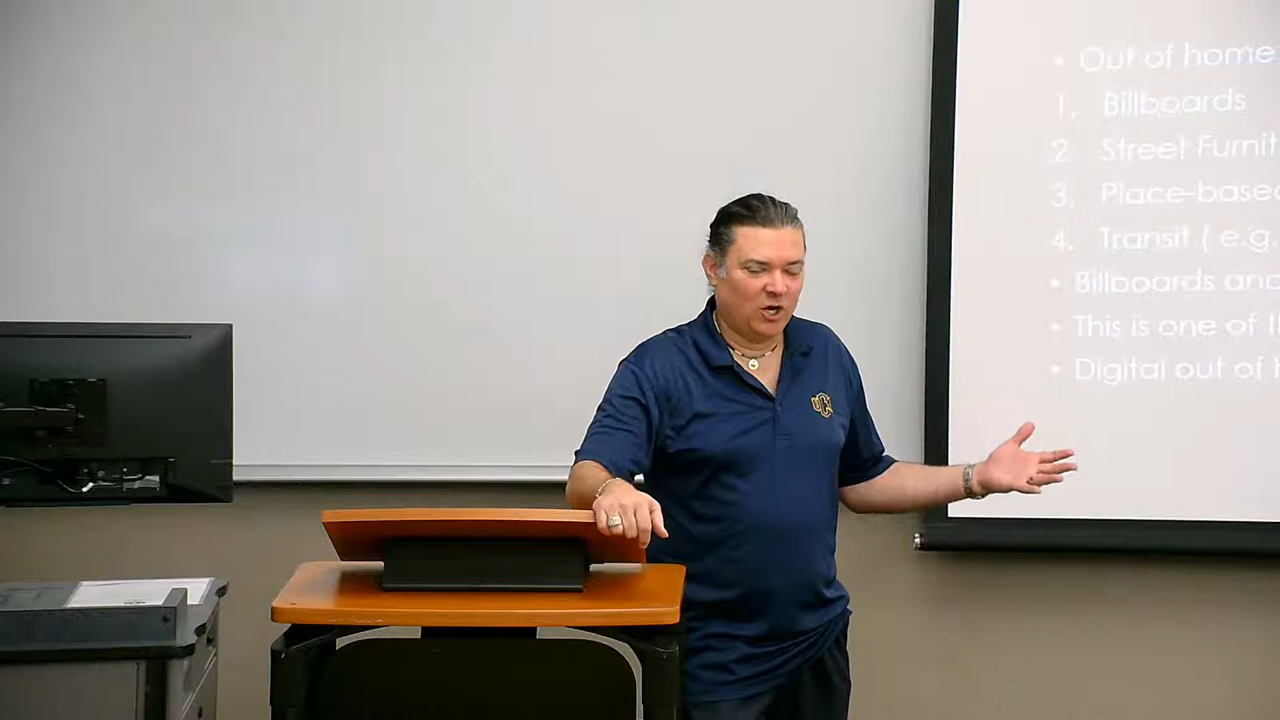 • Out of home
1. Billboards
2 Street Furnit
3. Place-based
4. Transit ( e.g.
• Billboards and
• This is one of
• Digital out of
UCO